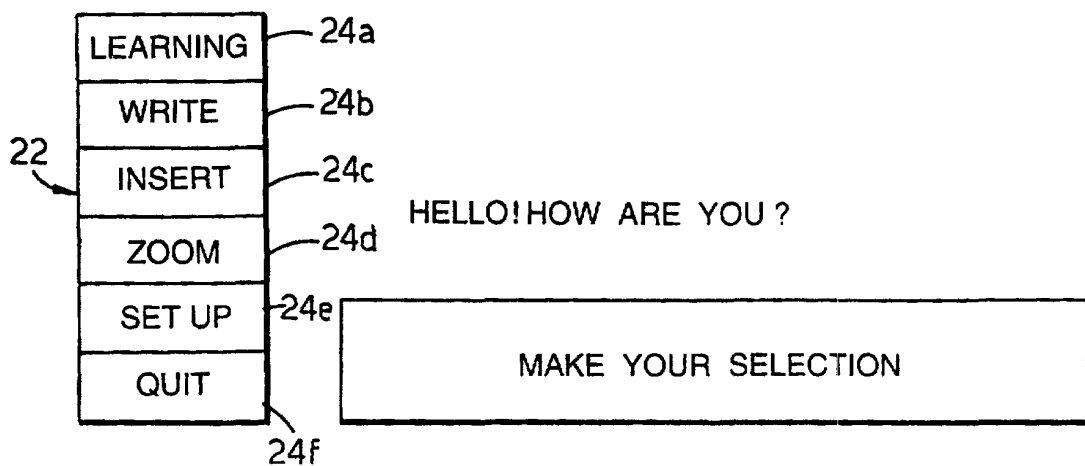 LEARNING 24a
WRITE 24b
22
INSERT 24c
HELLO! HOW ARE YOU?
ZOOM 24d
SET UP 24e
MAKE YOUR SELECTION
QUIT
24f